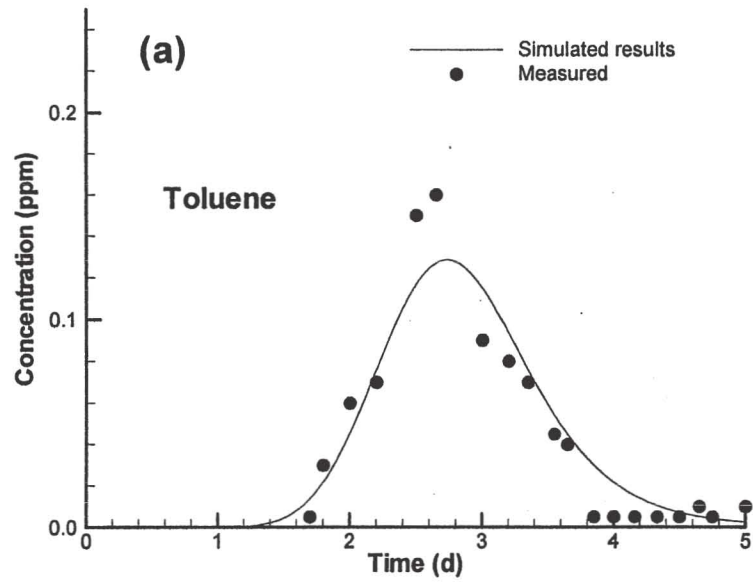 (a)
Simulated results
Measured
Toluene
Concentration (ppm)
0.2
0.1
0.0
0 1 2 3 4 5
Time (d)